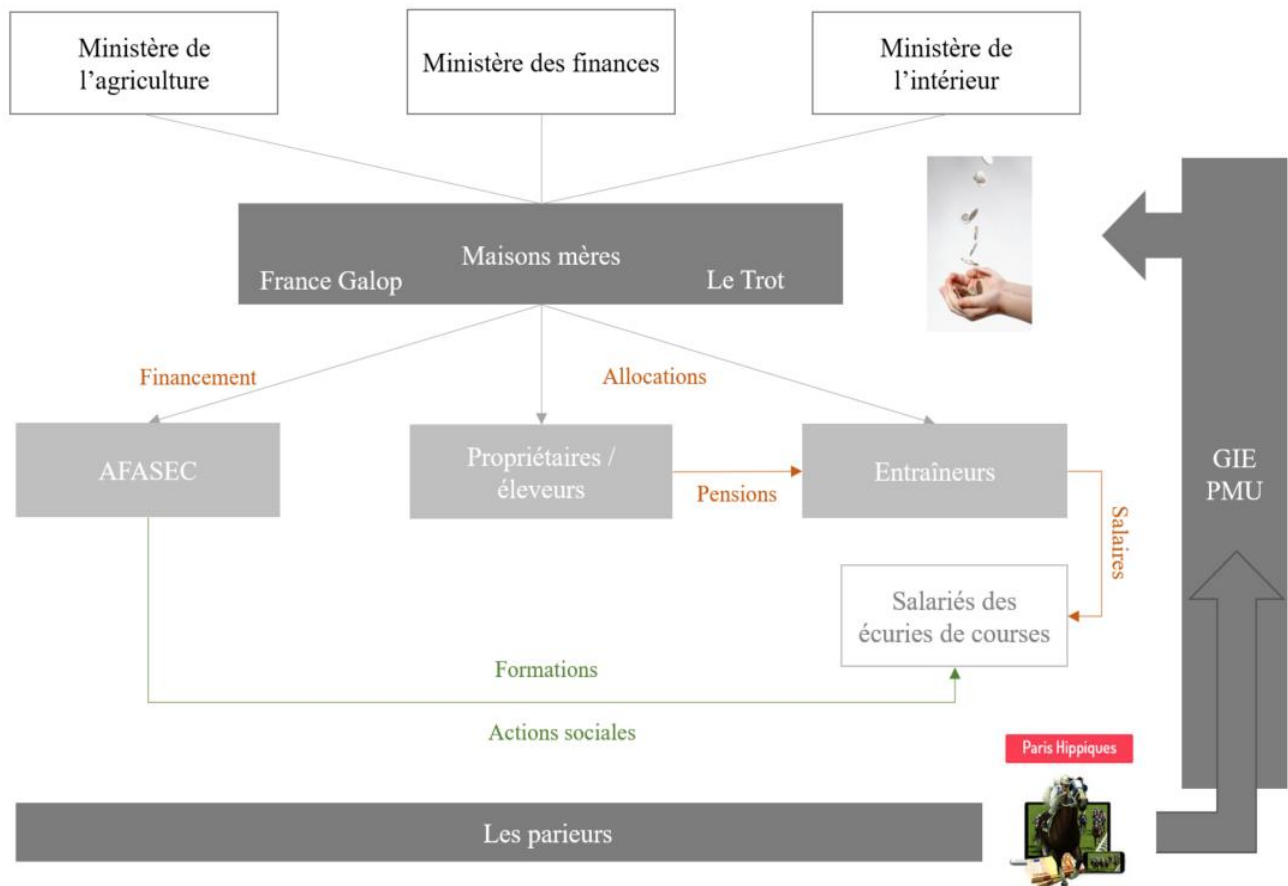 Ministère de
l’agriculture
Ministère des finances
Ministère de
l’intérieur
Maisons mères
France Galop
Le Trot
Financement
Allocations
AFASEC
Propriétaires /
éleveurs
Pensions
Entraîneurs
Salaires
GIE
PMU
Salariés des
écuries de courses
Formations
Actions sociales
Paris Hippiques
Les parieurs